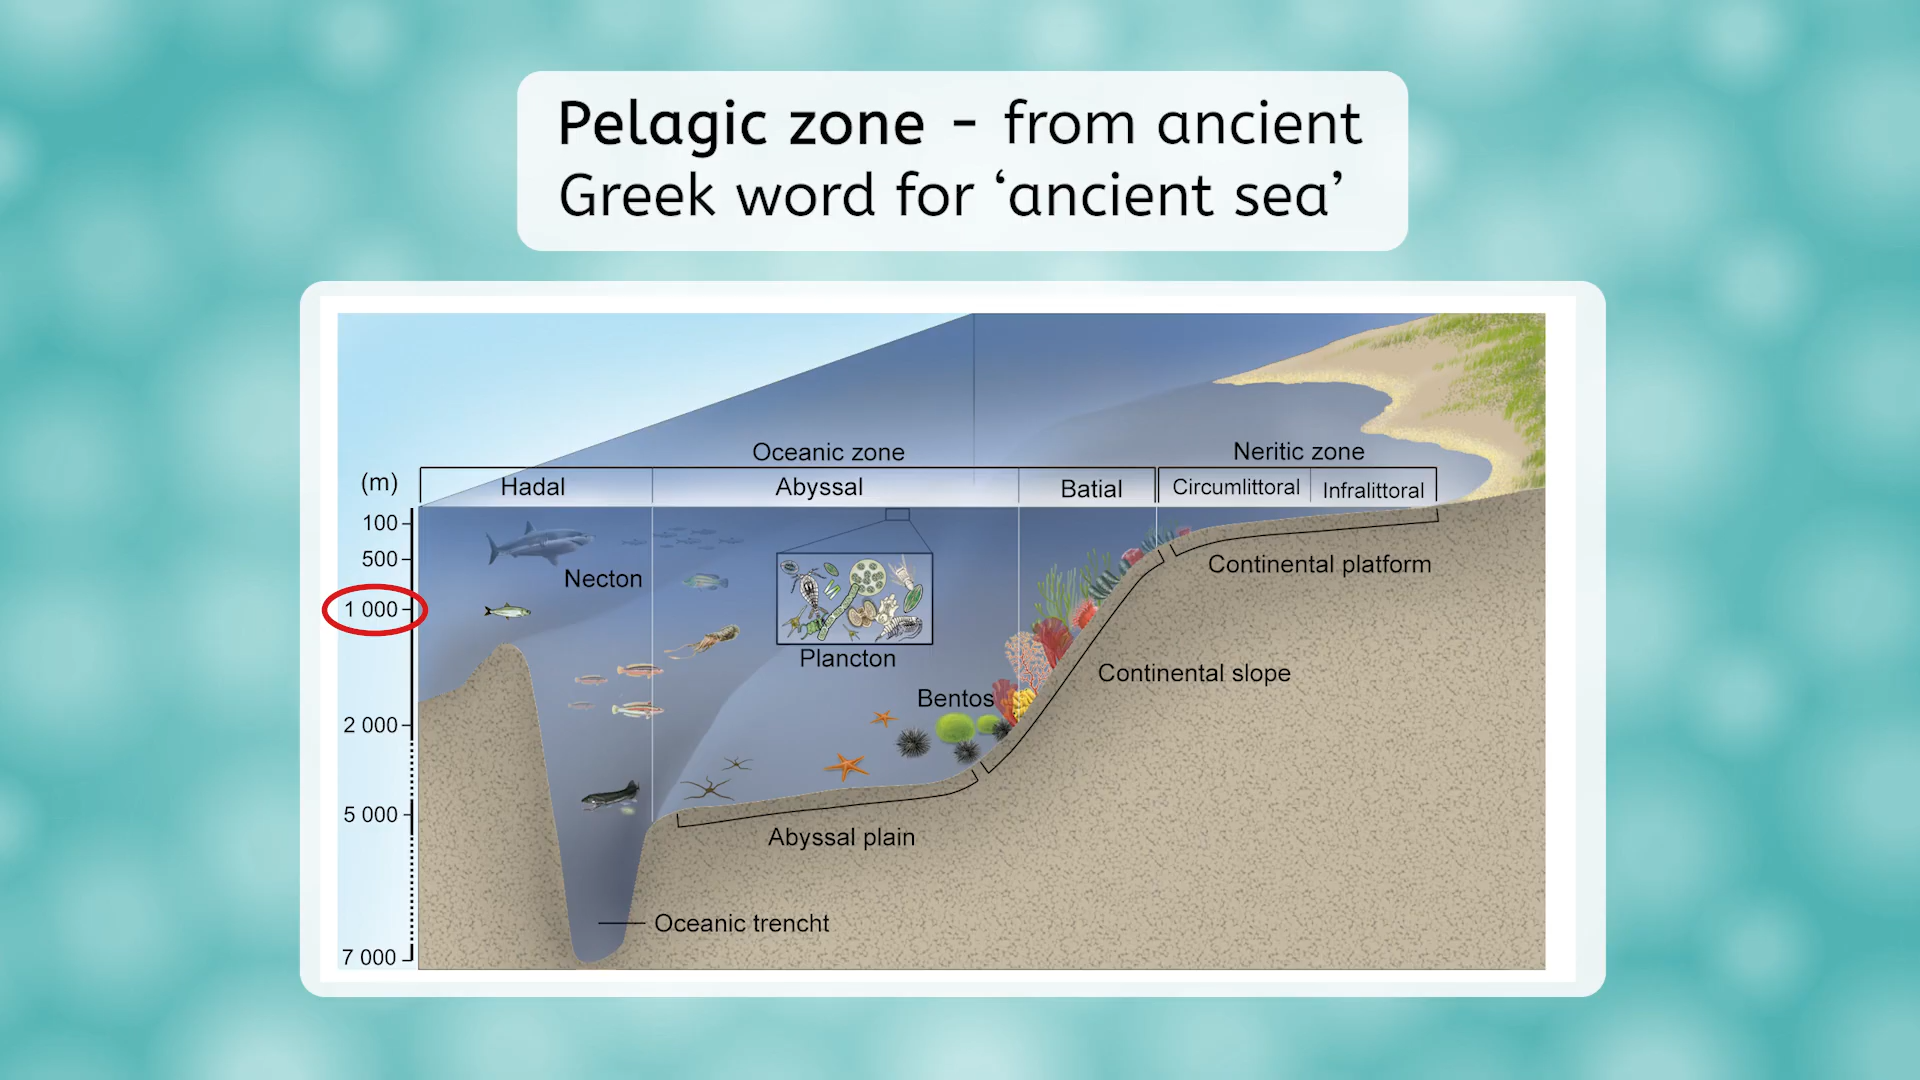 Pelagic zone - from ancient
Greek word for ‘ancient sea’
Oceanic zone
Neritic zone
(m)
Hadal
Abyssal
Batial
Circumlittoral
Infralittoral
100
500
1 000
2 000
5 000
7 000
Necton
Plancton
Bentos
Continental platform
Continental slope
Abyssal plain
Oceanic trencht